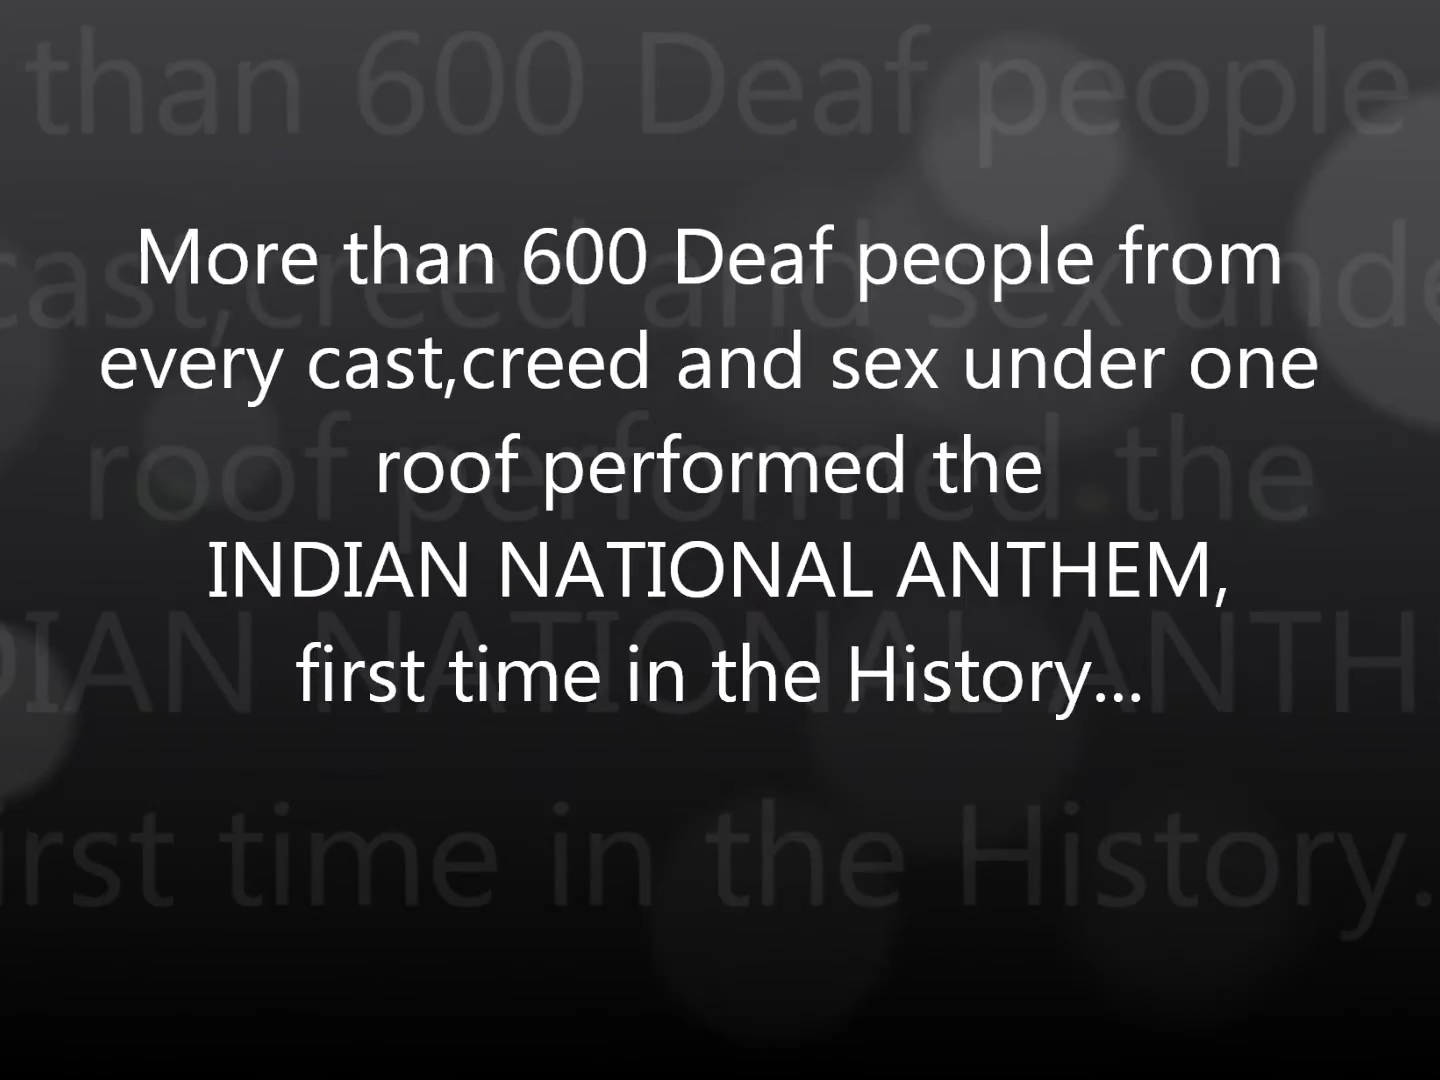 More than 600 Deaf people from
every cast,creed and sex under one
roof performed the
INDIAN NATIONAL ANTHEM,
first time in the History...